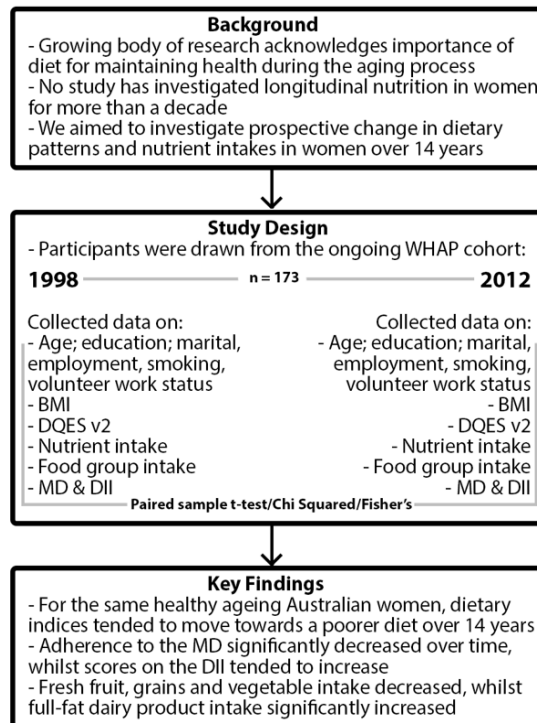 Background
- Growing body of research acknowledges importance of
diet for maintaining health during the aging process
- No study has investigated longitudinal nutrition in women
for more than a decade
- We aimed to investigate prospective change in dietary
patterns and nutrient intakes in women over 14 years
Study Design
- Participants were drawn from the ongoing WHAP cohort:
1998 n = 173 2012
Collected data on:
- Age; education; marital,
employment, smoking,
volunteer work status
- BMI
- DQES v2
- Nutrient intake
- Food group intake
- MD & DII
Collected data on:
- Age; education; marital,
employment, smoking,
volunteer work status
- BMI
- DQES v2
- Nutrient intake
- Food group intake
- MD & DII
Paired sample t-test/Chi Squared/Fisher's
Key Findings
- For the same healthy ageing Australian women, dietary
indices tended to move towards a poorer diet over 14 years
- Adherence to the MD significantly decreased over time,
whilst scores on the DII tended to increase
- Fresh fruit, grains and vegetable intake decreased, whilst
full-fat dairy product intake significantly increased